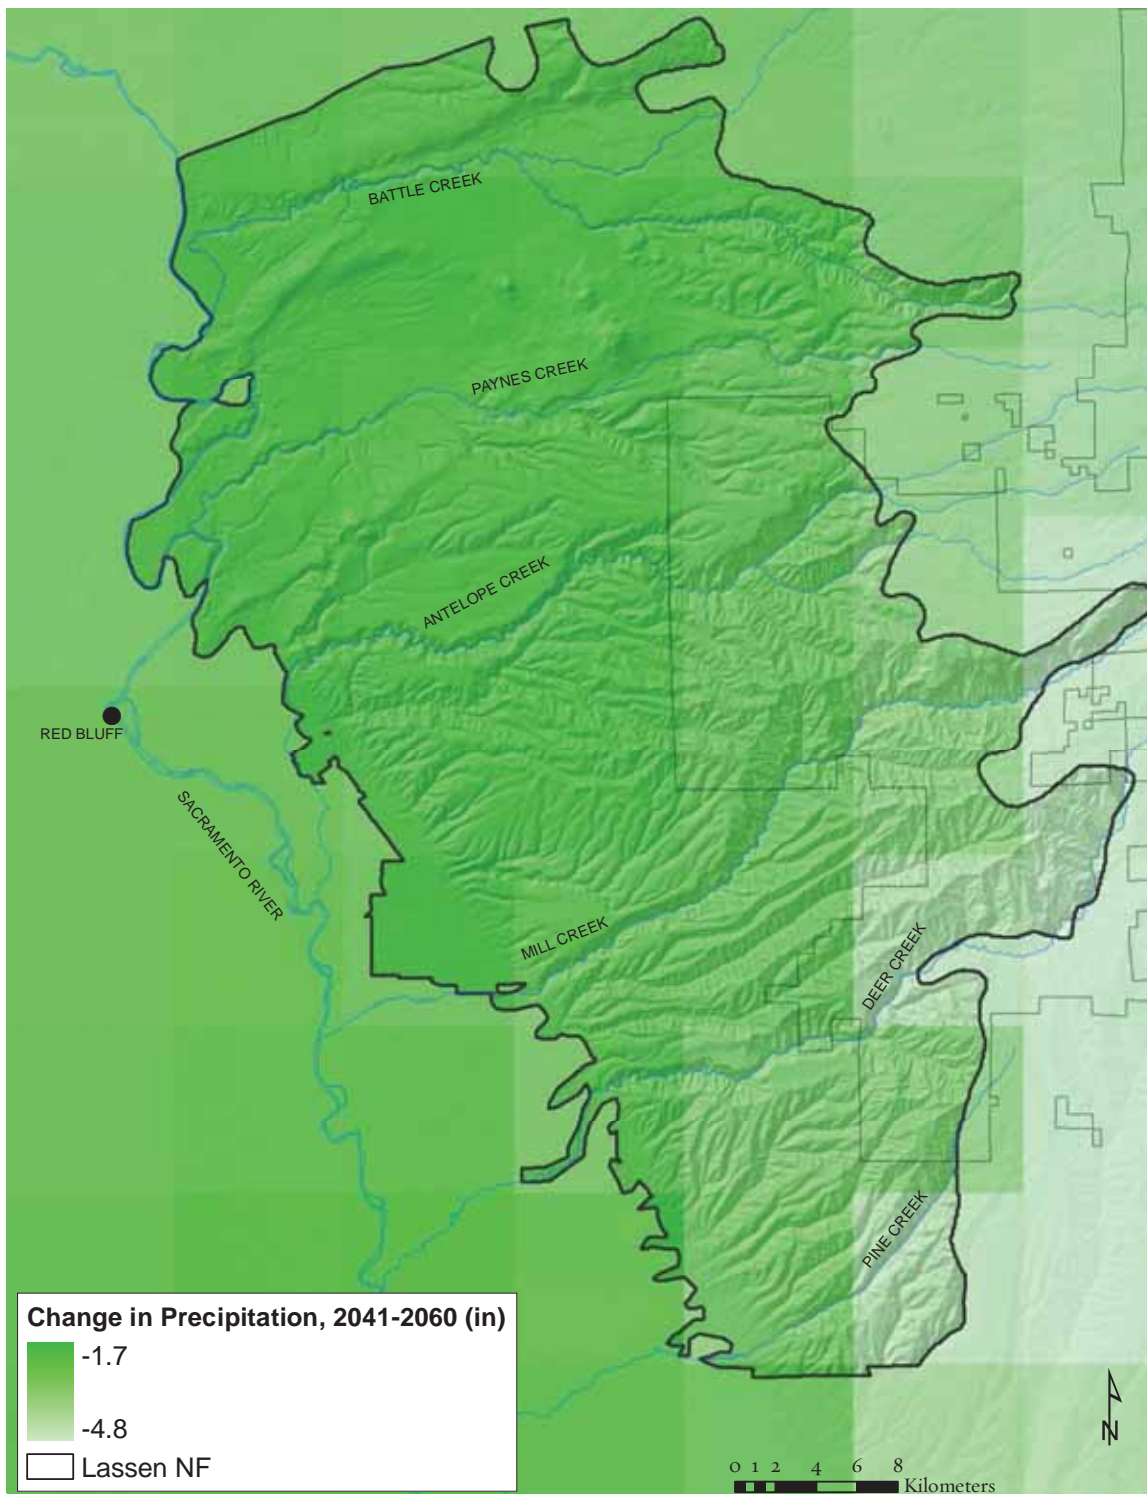 BATTLE CREEK
PAYNES CREEK
ANTELOPE CREEK
RED BLUFF
SACRAMENTO RIVER
MILL CREEK
DEER CREEK
PINE CREEK
Change in Precipitation, 2041-2060 (in)
-1.7
-4.8
Lassen NF
N
0 1 2 4 6 8
Kilometers